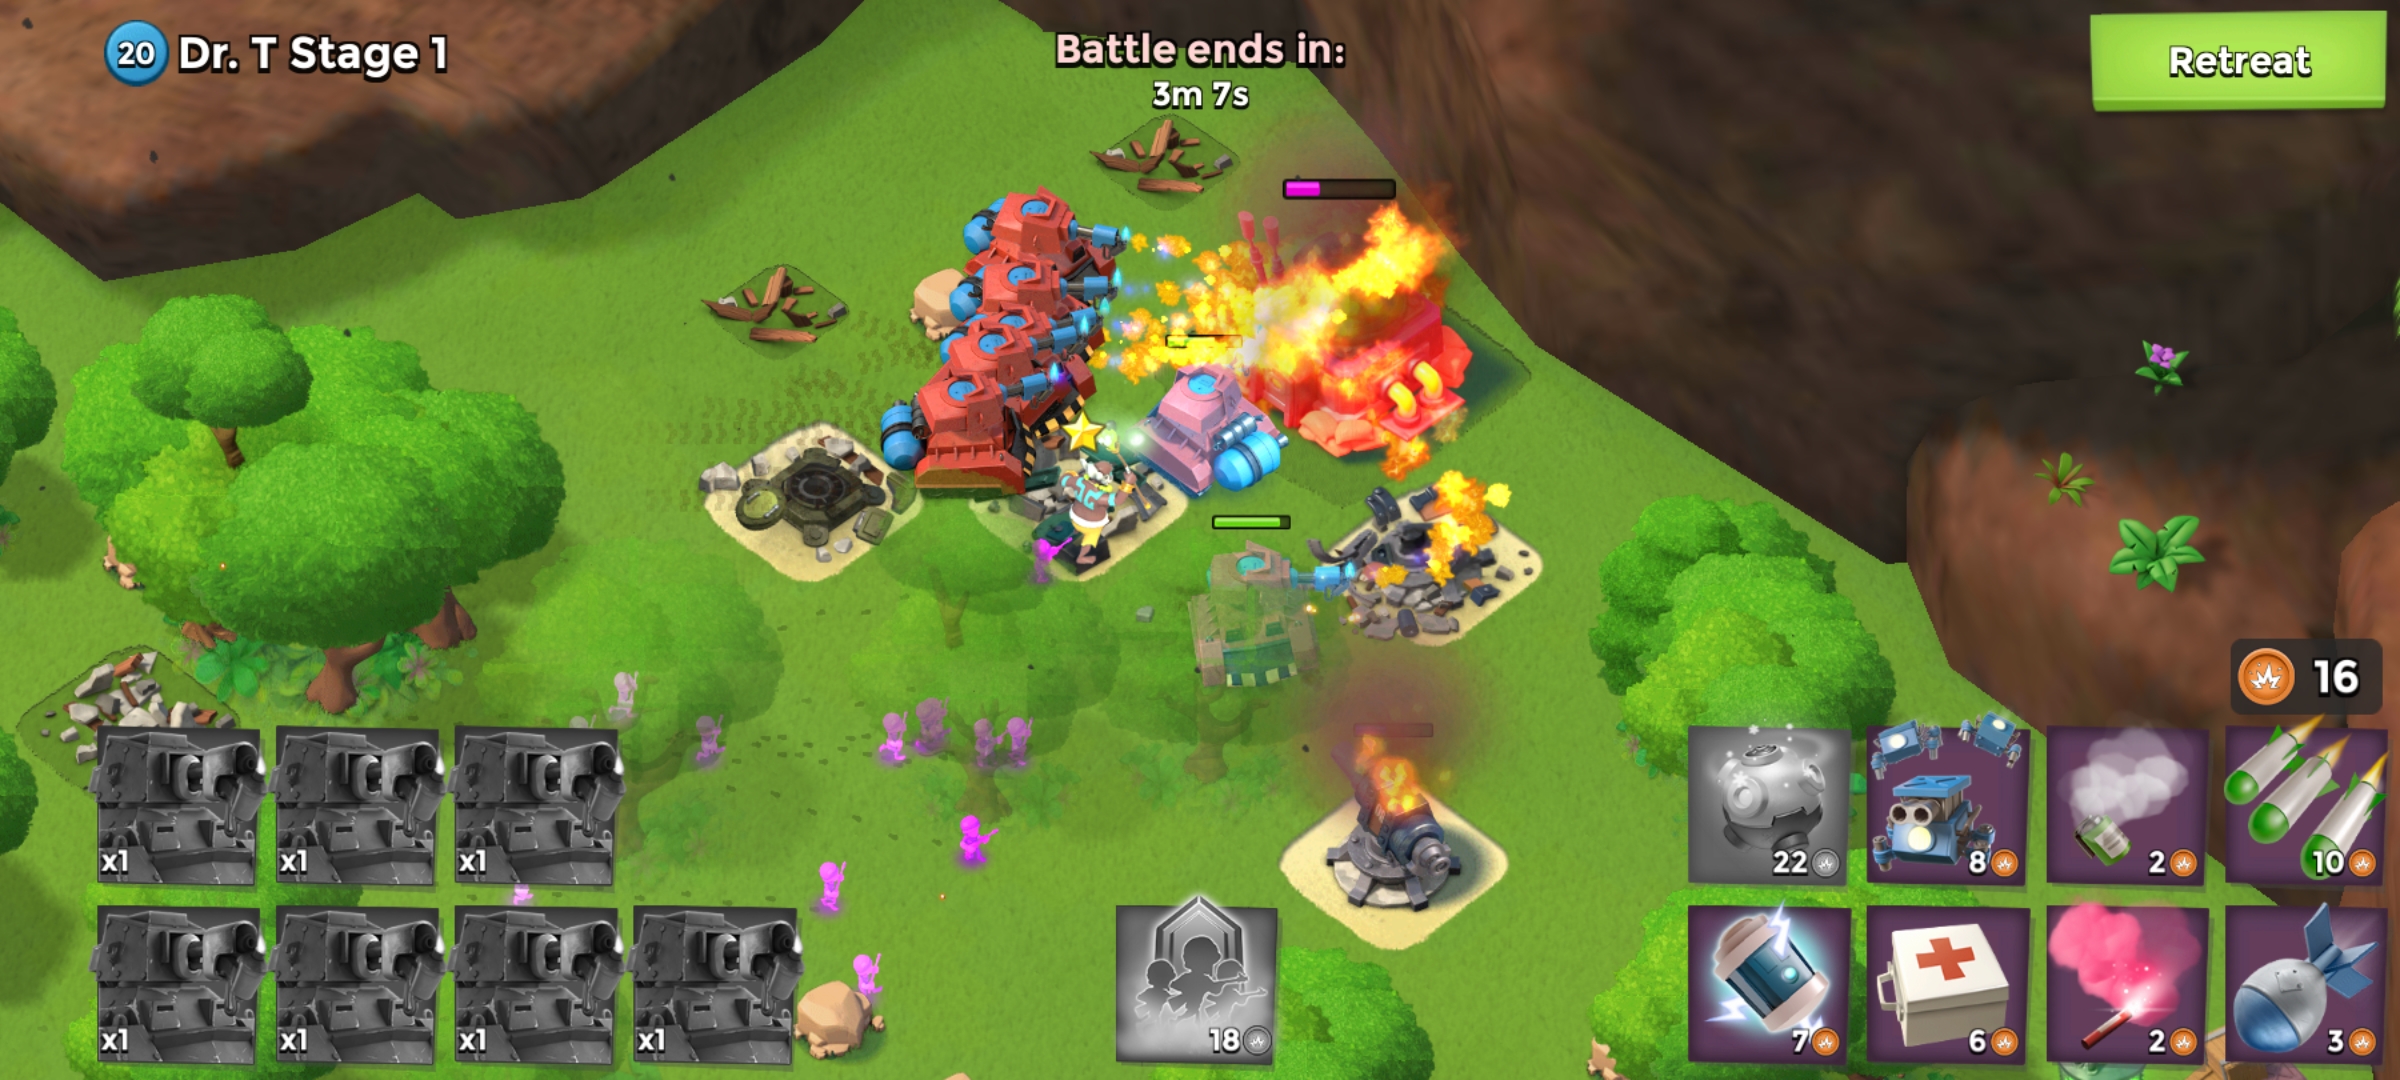 20 Dr. T Stage 1
Battle ends in:
3m 7s
Retreat
16
x1
x1
x1
22
8
2
10
x1
x1
x1
x1
18
7
6
2
3